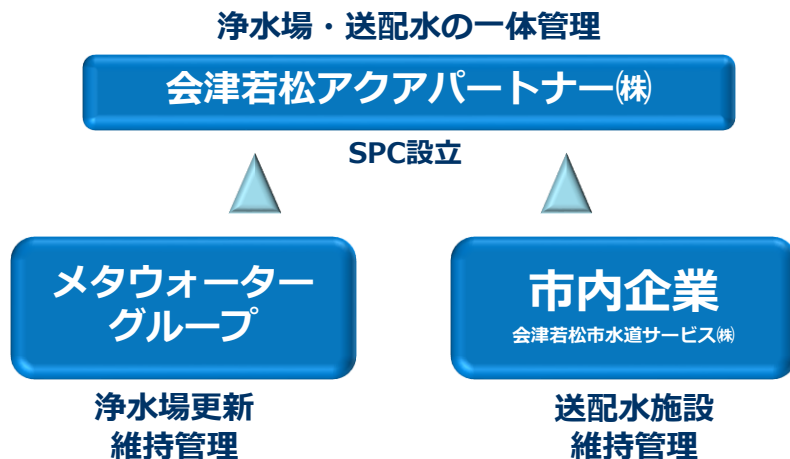 浄水場・送配水の一体管理
会津若松アクアパートナー㈱
SPC設立
メタウォーター
グループ
市内企業
会津若松市水道サービス㈱
浄水場更新
維持管理
送配水施設
維持管理